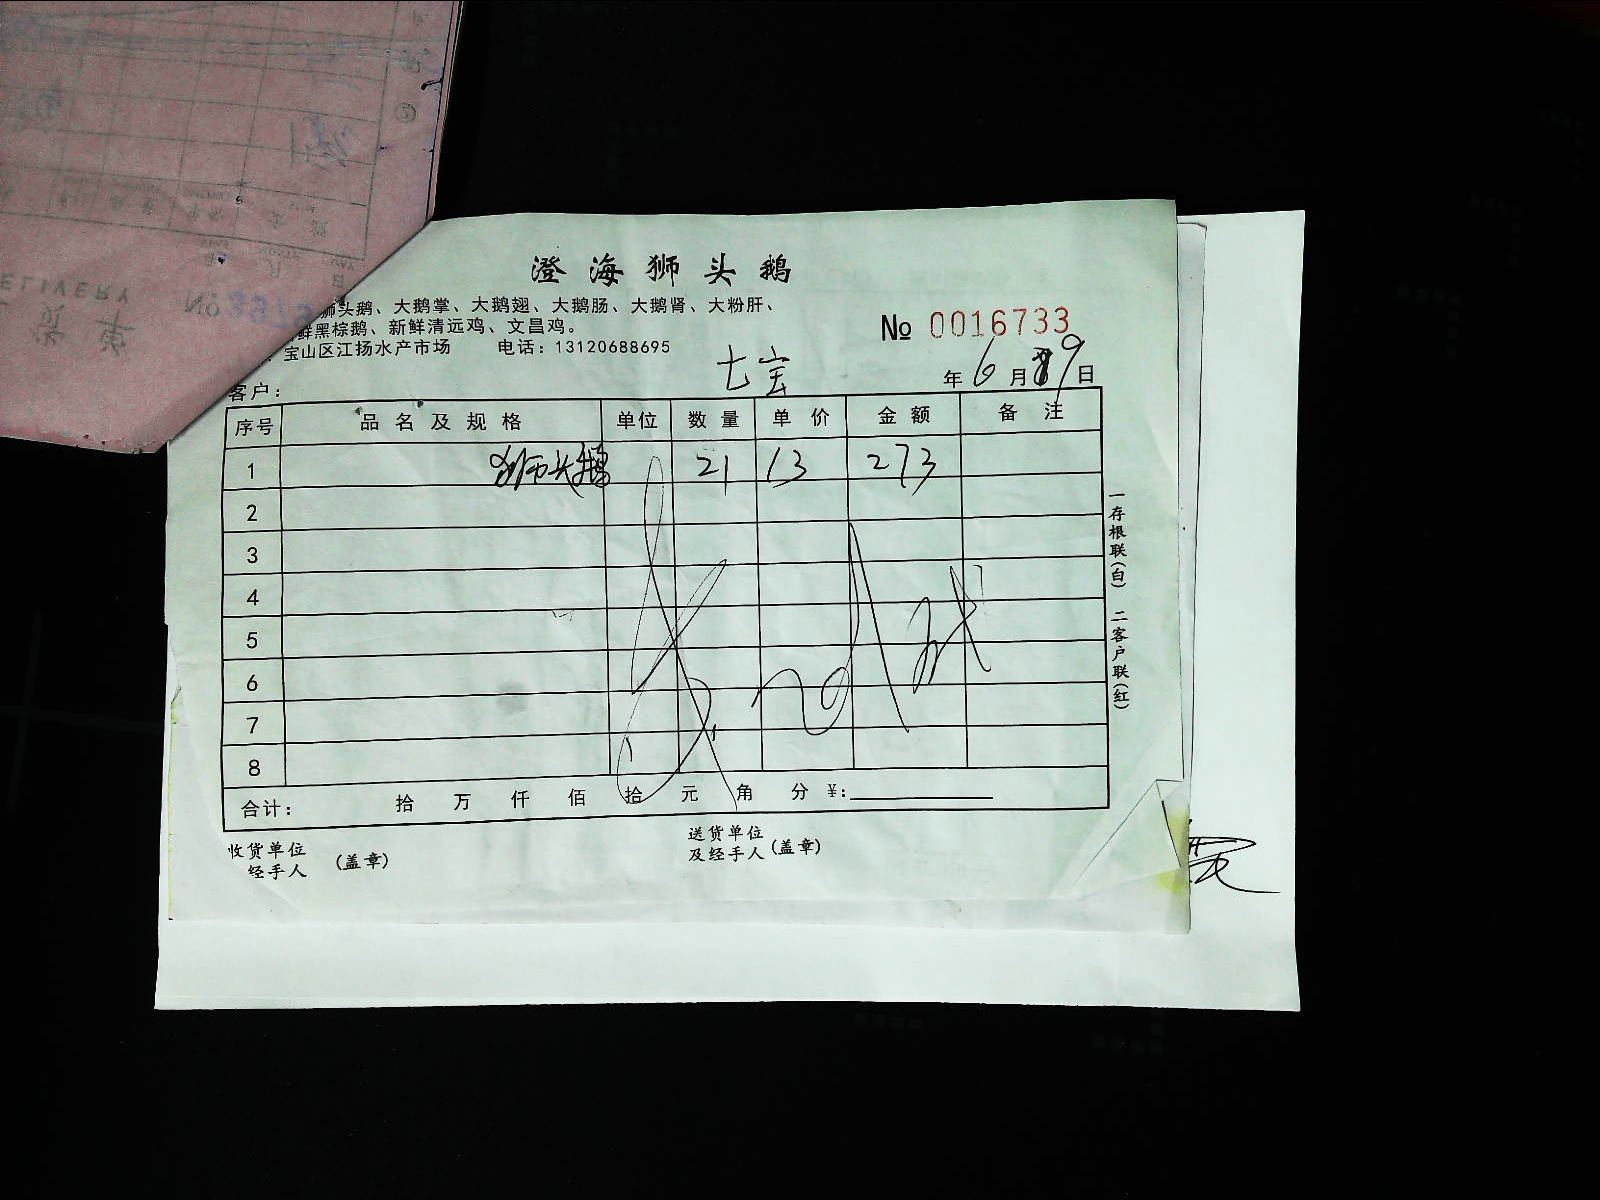 澄海狮头鹅
狮头鹅、大鹅掌、大鹅翅、大鹅肠、大鹅肾、大粉肝、
鲜黑棕鹅、新鲜清远鸡、文昌鸡。
宝山区江扬水产市场 电话：13120688695
№ 0016733
七宝
年 6 月 19 日
客户：
序号 品名及规格 单位 数量 单价 金额 备注
1 狮头鹅 21 13 273
2
3
4
5
6
7
8
合计： 拾 万 仟 佰 拾 元 角 分 ¥：
收货单位
经手人 （盖章）
送货单位
及经手人（盖章）
一存根联（白） 二客户联（红）